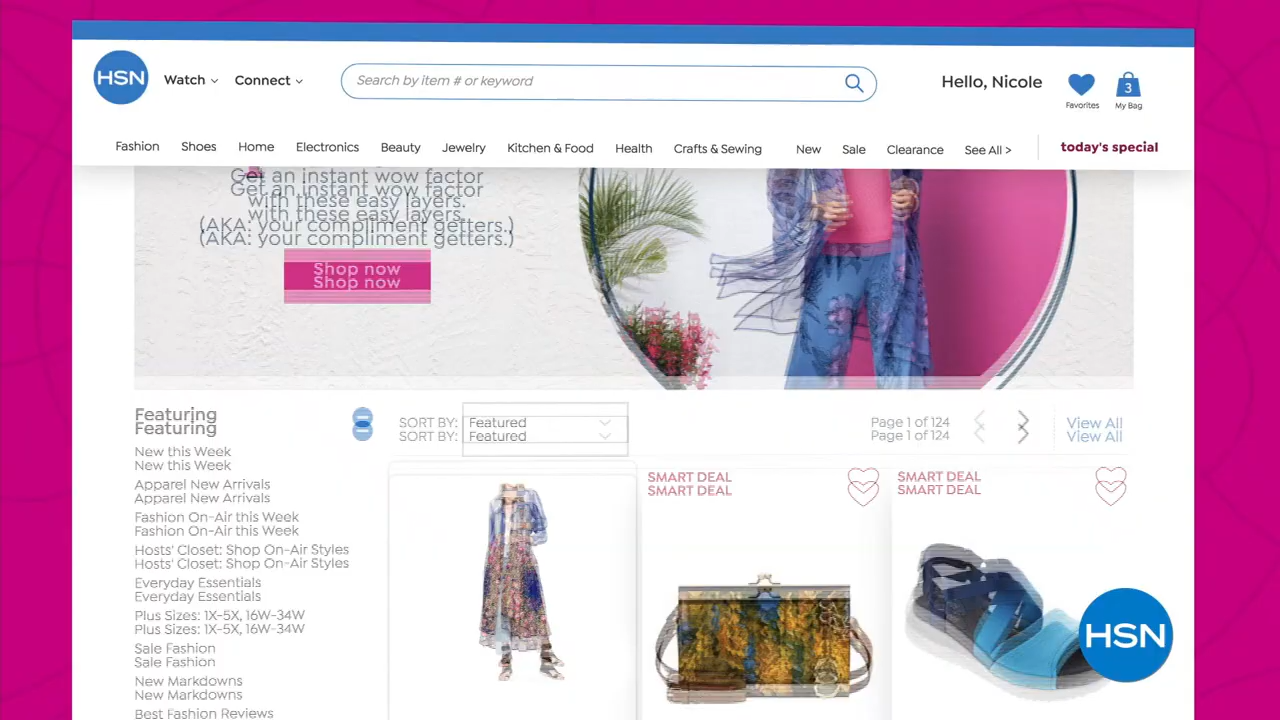 HSN
Watch
Connect
Search by item # or keyword
Hello, Nicole
Favorites
3
My Bag
Fashion
Shoes
Home
Electronics
Beauty
Jewelry
Kitchen & Food
Health
Crafts & Sewing
New
Sale
Clearance
See All >
today's special
Get an instant wow factor
with these easy layers.
(AKA: your compliment getters.)
Shop now
Featuring
SORT BY:
Featured
Page 1 of 124
View All
New this Week
Apparel New Arrivals
Fashion On-Air this Week
Hosts' Closet: Shop On-Air Styles
Everyday Essentials
Plus Sizes: 1X-5X, 16W-34W
Sale Fashion
New Markdowns
Best Fashion Reviews
SMART DEAL
SMART DEAL
HSN